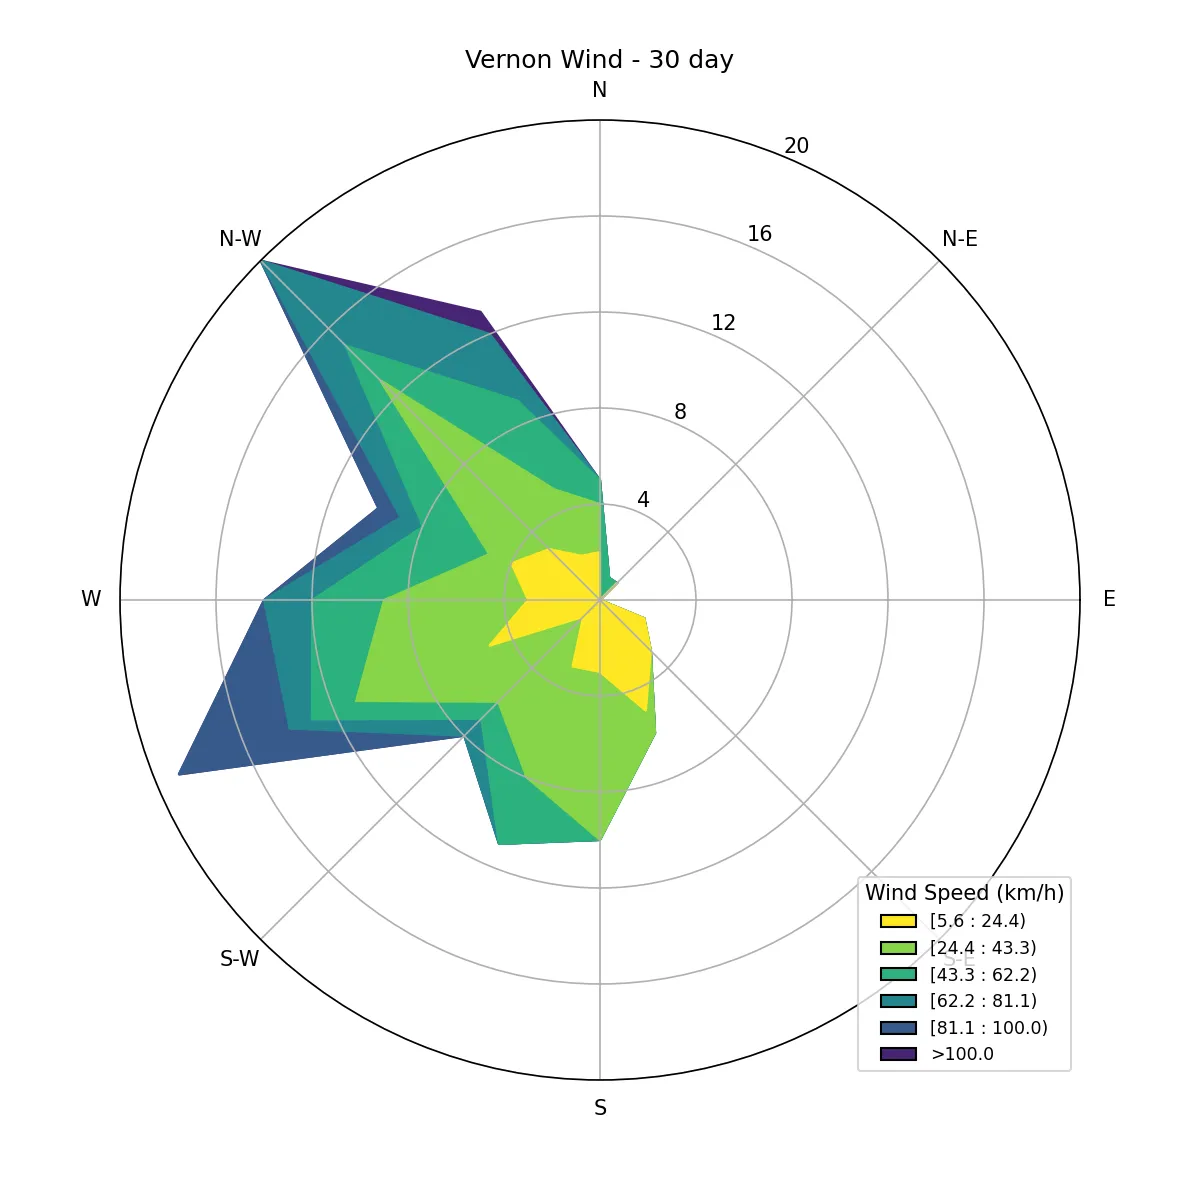 Vernon Wind - 30 day
N
20
16
N-W
N-E
12
8
4
W
E
Wind Speed (km/h)
[5.6 : 24.4)
[24.4 : 43.3)
S-W
S-E
[43.3 : 62.2)
[62.2 : 81.1)
[81.1 : 100.0)
>100.0
S